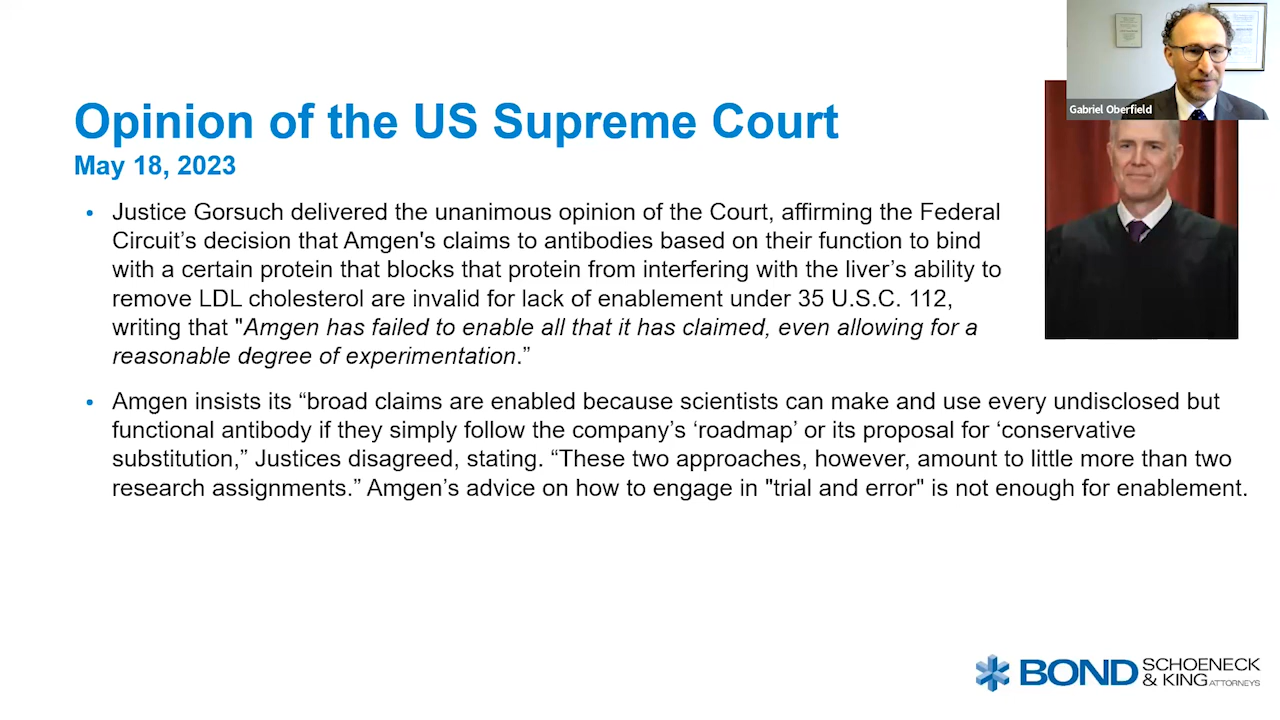 Gabriel Oberfield
Opinion of the US Supreme Court
May 18, 2023
• Justice Gorsuch delivered the unanimous opinion of the Court, affirming the Federal
Circuit’s decision that Amgen's claims to antibodies based on their function to bind
with a certain protein that blocks that protein from interfering with the liver’s ability to
remove LDL cholesterol are invalid for lack of enablement under 35 U.S.C. 112,
writing that "Amgen has failed to enable all that it has claimed, even allowing for a
reasonable degree of experimentation.”
• Amgen insists its “broad claims are enabled because scientists can make and use every undisclosed but
functional antibody if they simply follow the company’s ‘roadmap’ or its proposal for ‘conservative
substitution,” Justices disagreed, stating. “These two approaches, however, amount to little more than two
research assignments.” Amgen’s advice on how to engage in "trial and error" is not enough for enablement.
BOND SCHOENECK
& KING ATTORNEYS